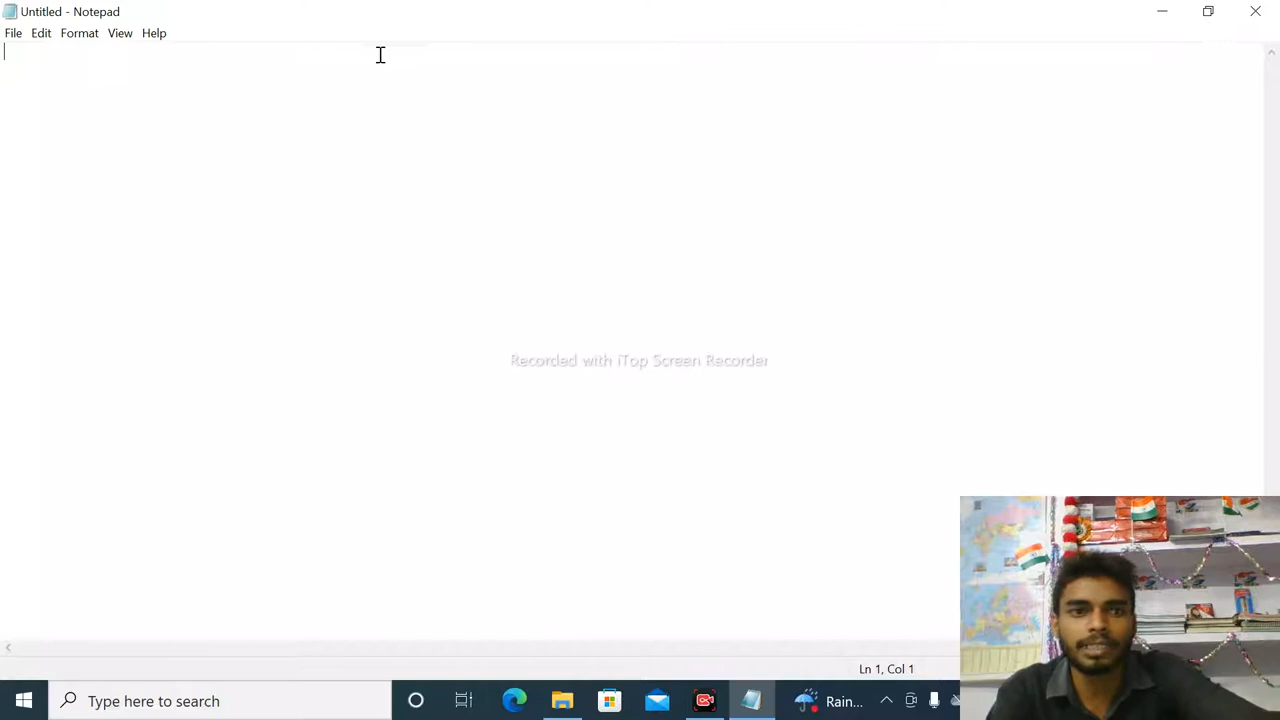 Untitled - Notepad
File Edit Format View Help
Recorded with iTop Screen Recorder
Ln 1, Col 1
Type here to search
Rain...